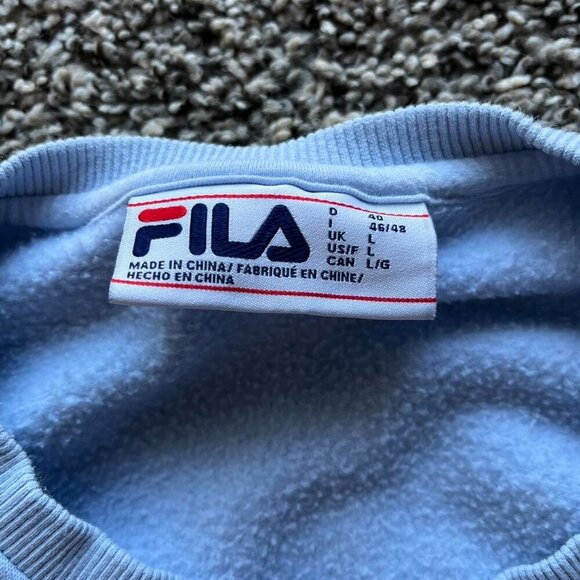 FILA
D 40
I 46/48
UK L
US/F L
CAN L/G
MADE IN CHINA/ FABRIQUÉ EN CHINE/
HECHO EN CHINA